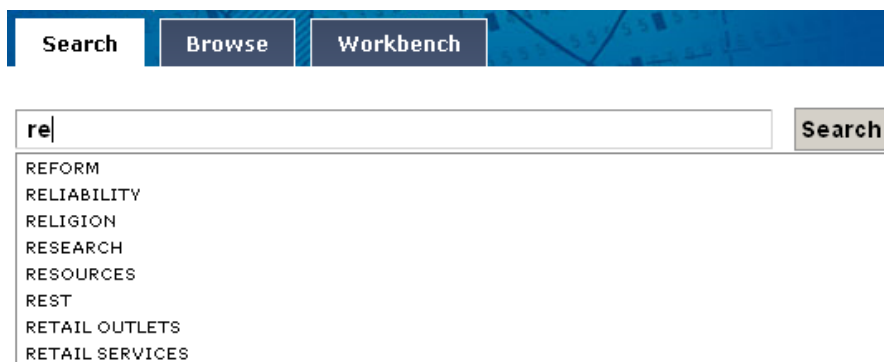 Search Browse Workbench
re Search
REFORM
RELIABILITY
RELIGION
RESEARCH
RESOURCES
REST
RETAIL OUTLETS
RETAIL SERVICES